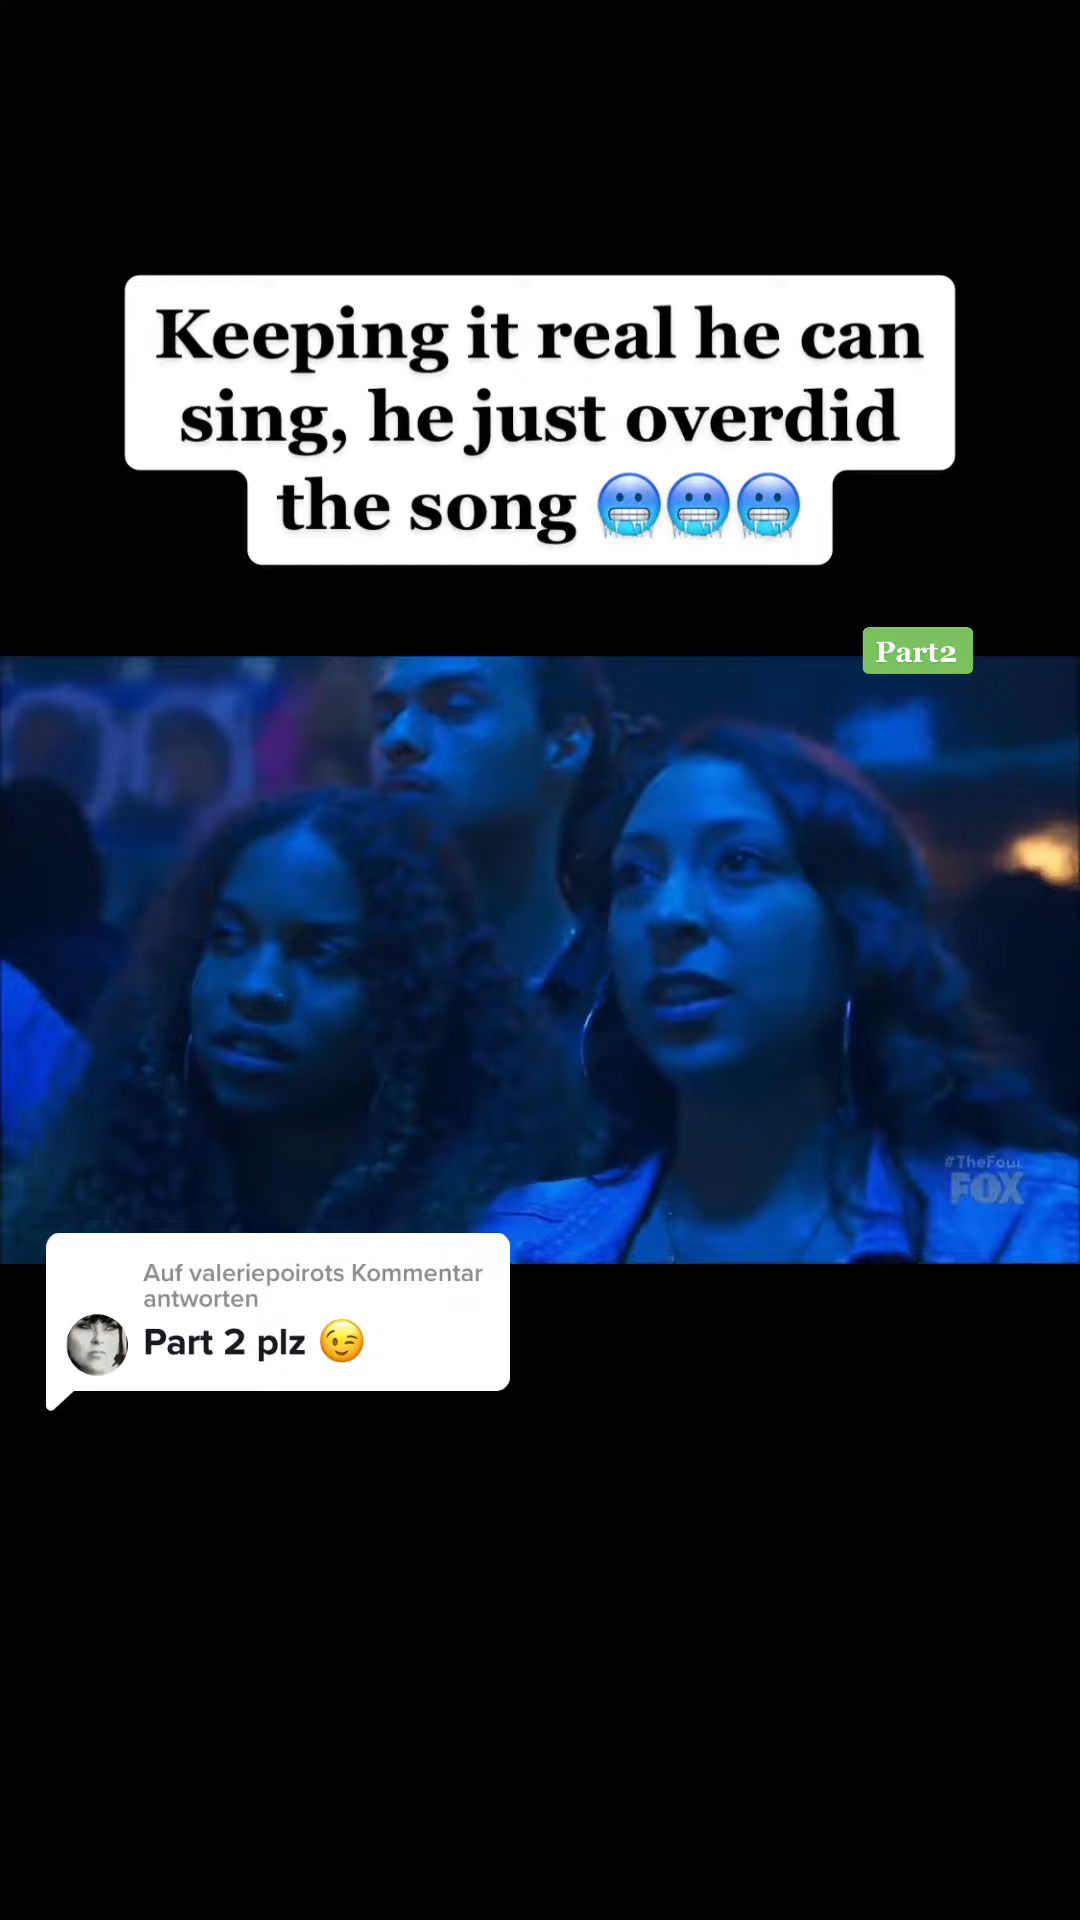 Keeping it real he can
sing, he just overdid
the song 🥶🥶🥶
Part2
#TheFour
FOX
Auf valeriepoirots Kommentar
antworten
Part 2 plz 😉